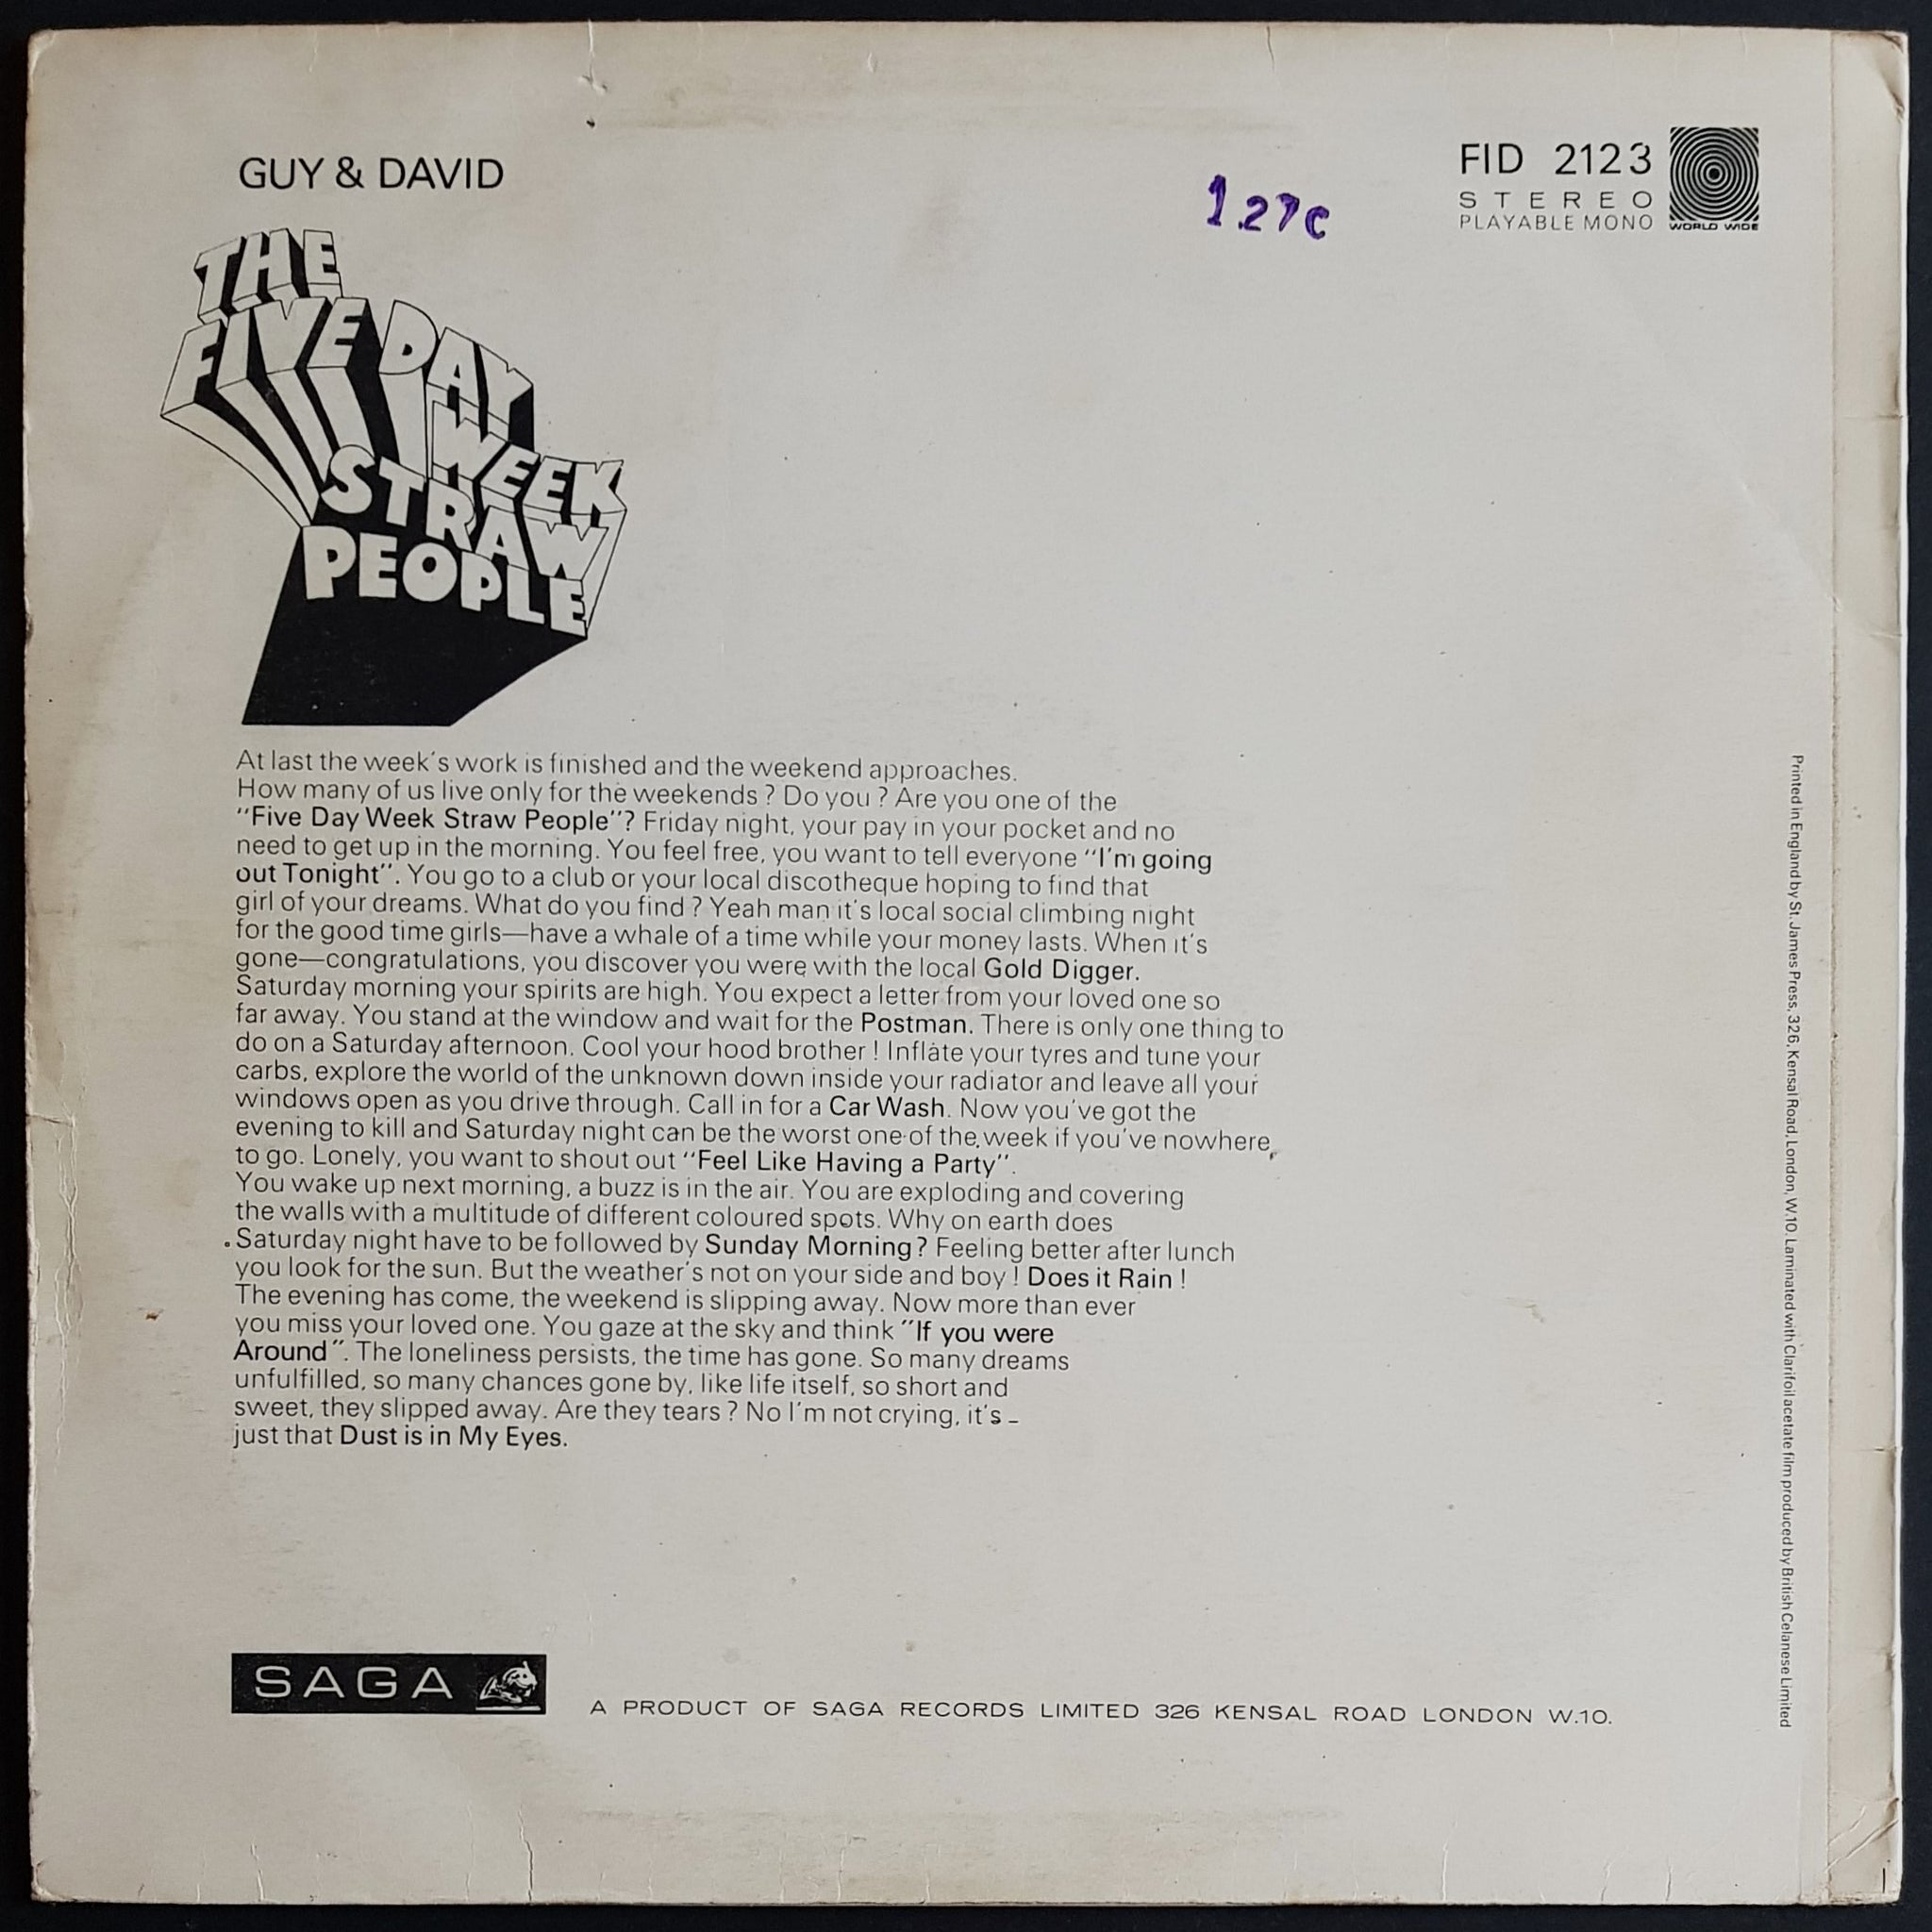 GUY & DAVID
1.27c
FID 2123
STEREO
PLAYABLE MONO
WORLD WIDE
THE
FIVE DAY
WEEK
STRAW
PEOPLE
At last the week's work is finished and the weekend approaches.
How many of us live only for the weekends ? Do you ? Are you one of the
"Five Day Week Straw People"? Friday night, your pay in your pocket and no
need to get up in the morning. You feel free, you want to tell everyone "I'm going
out Tonight". You go to a club or your local discotheque hoping to find that
girl of your dreams. What do you find ? Yeah man it's local social climbing night
for the good time girls—have a whale of a time while your money lasts. When it's
gone—congratulations, you discover you were with the local Gold Digger.
Saturday morning your spirits are high. You expect a letter from your loved one so
far away. You stand at the window and wait for the Postman. There is only one thing to
do on a Saturday afternoon. Cool your hood brother ! Inflate your tyres and tune your
carbs, explore the world of the unknown down inside your radiator and leave all your
windows open as you drive through. Call in for a Car Wash. Now you've got the
evening to kill and Saturday night can be the worst one of the week if you've nowhere
to go. Lonely, you want to shout out "Feel Like Having a Party".
You wake up next morning, a buzz is in the air. You are exploding and covering
the walls with a multitude of different coloured spots. Why on earth does
Saturday night have to be followed by Sunday Morning? Feeling better after lunch
you look for the sun. But the weather's not on your side and boy ! Does it Rain !
The evening has come, the weekend is slipping away. Now more than ever
you miss your loved one. You gaze at the sky and think "If you were
Around". The loneliness persists, the time has gone. So many dreams
unfulfilled, so many chances gone by, like life itself, so short and
sweet, they slipped away. Are they tears ? No I'm not crying, it's –
just that Dust is in My Eyes.
SAGA
A PRODUCT OF SAGA RECORDS LIMITED 326 KENSAL ROAD LONDON W.10.
Printed in England by St. James Press, 326, Kensal Road, London, W.10. Laminated with Clarifoil acetate film produced by British Celanese Limited